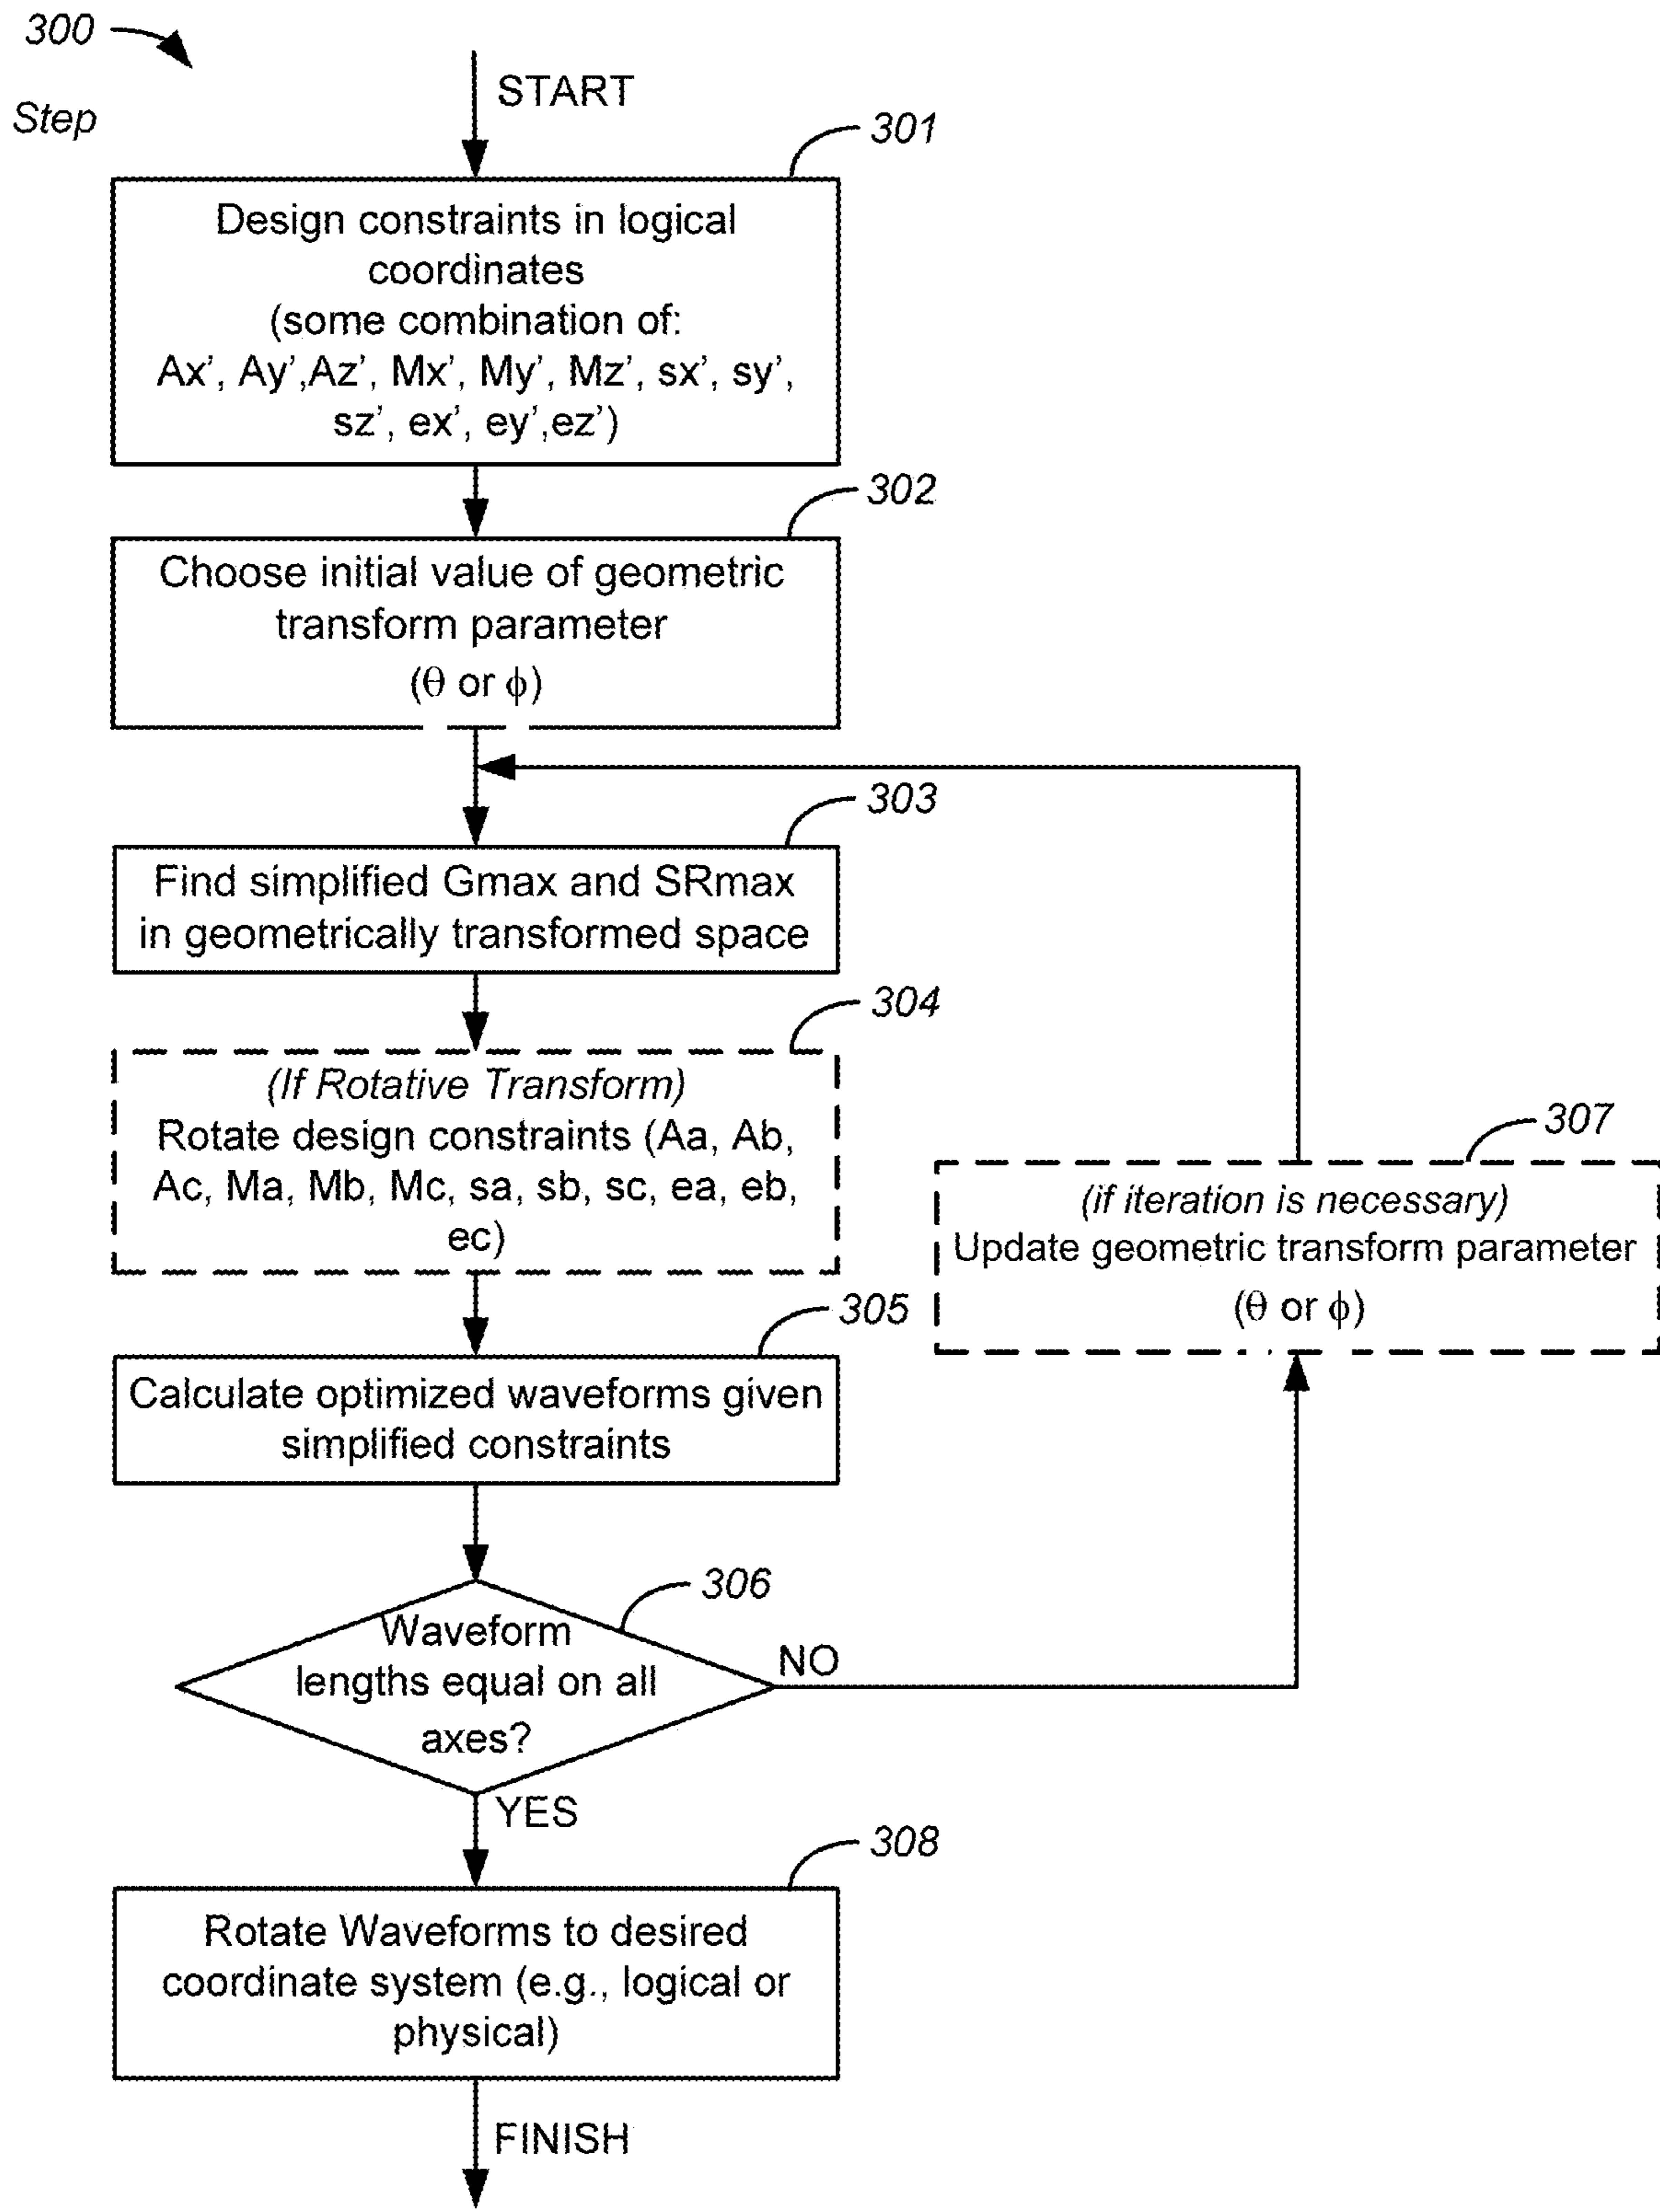 300
Step
START
301
Design constraints in logical
coordinates
(some combination of:
Ax’, Ay’,Az’, Mx’, My’, Mz’, sx’, sy’,
sz’, ex’, ey’,ez’)
302
Choose initial value of geometric
transform parameter
(θ or ϕ)
303
Find simplified Gmax and SRmax
in geometrically transformed space
304
(If Rotative Transform)
Rotate design constraints (Aa, Ab,
Ac, Ma, Mb, Mc, sa, sb, sc, ea, eb,
ec)
307
(if iteration is necessary)
Update geometric transform parameter
(θ or ϕ)
305
Calculate optimized waveforms given
simplified constraints
306
Waveform
lengths equal on all
axes?
NO
YES
308
Rotate Waveforms to desired
coordinate system (e.g., logical or
physical)
FINISH